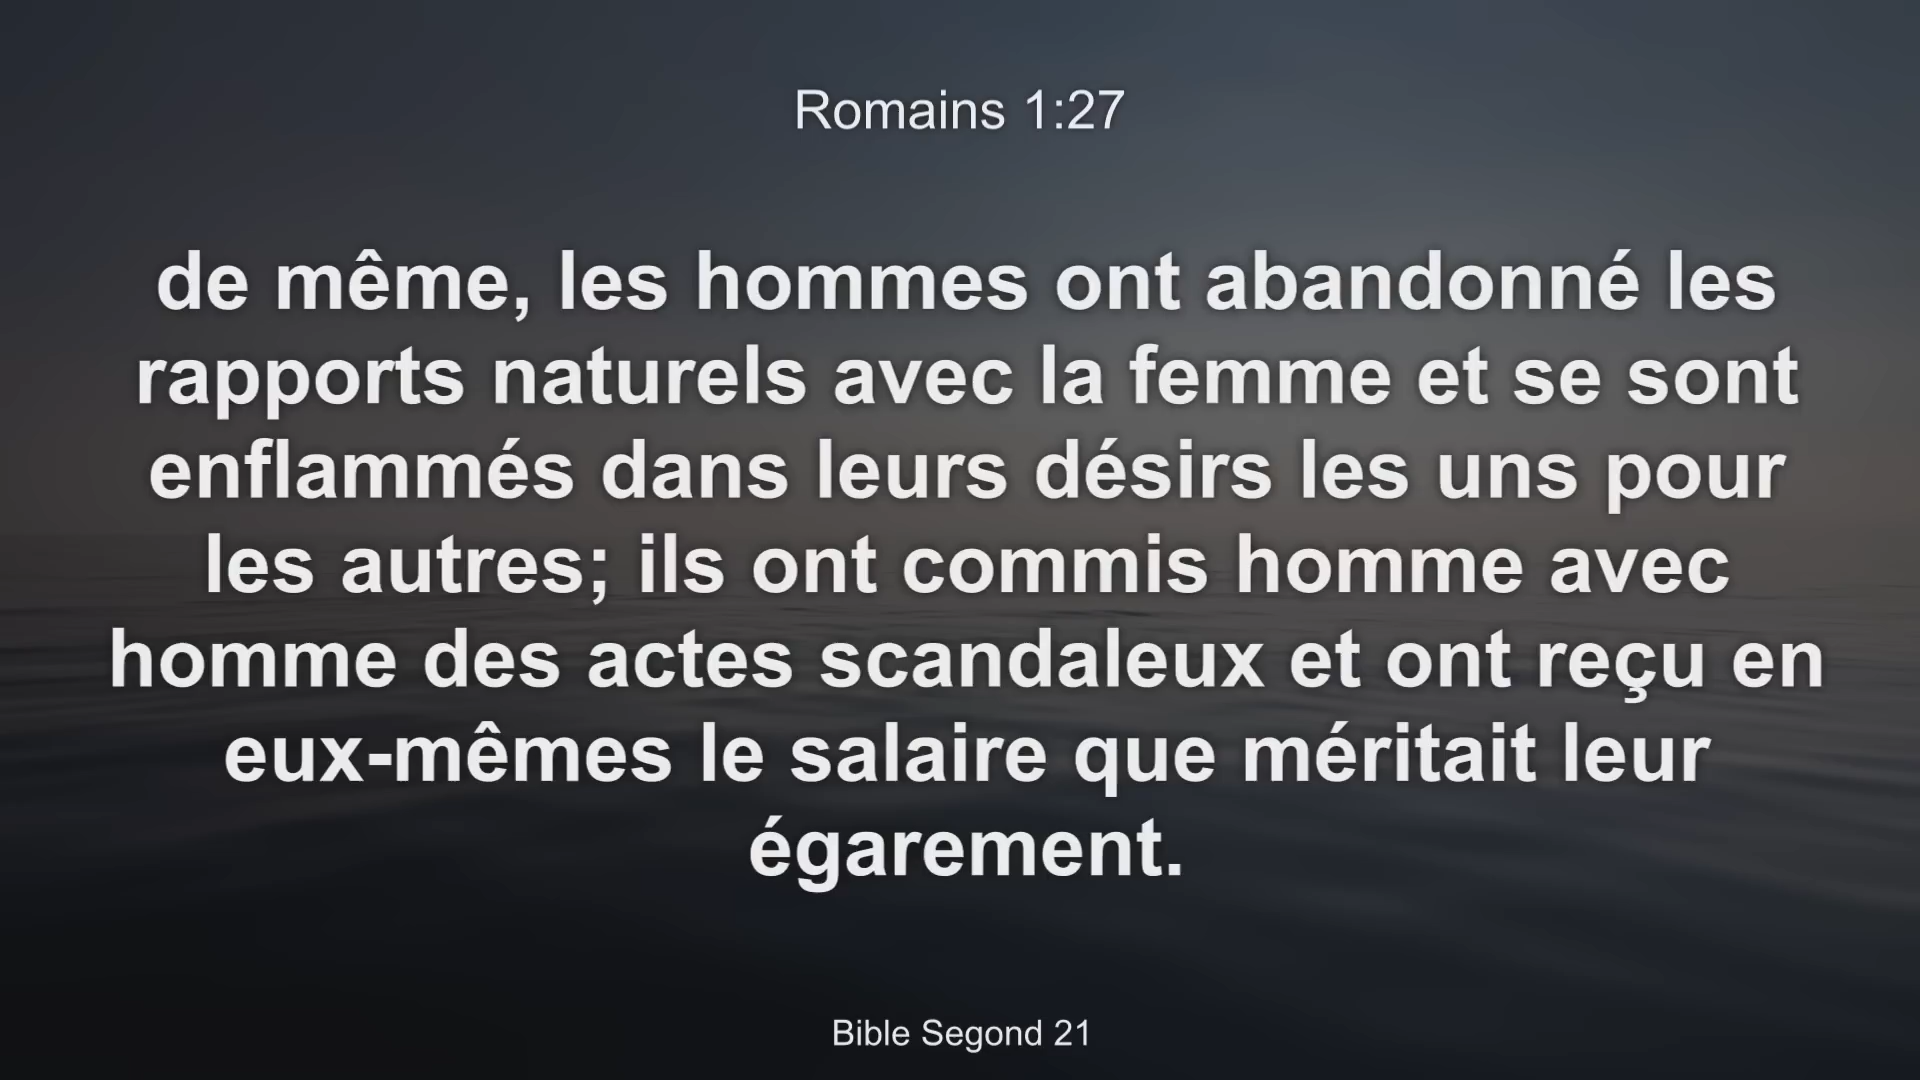 Romains 1:27
de même, les hommes ont abandonné les
rapports naturels avec la femme et se sont
enflammés dans leurs désirs les uns pour
les autres; ils ont commis homme avec
homme des actes scandaleux et ont reçu en
eux-mêmes le salaire que méritait leur
égarement.
Bible Segond 21